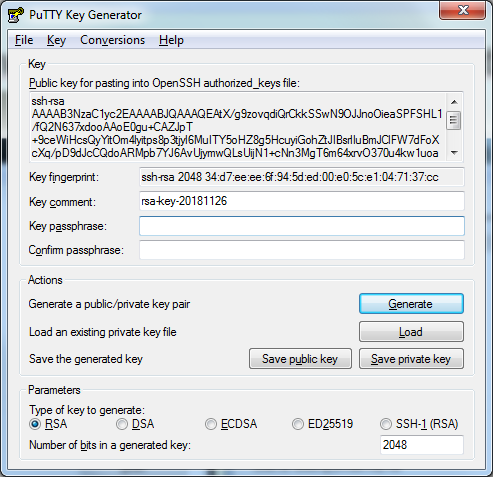 PuTTY Key Generator
File Key Conversions Help
Key
Public key for pasting into OpenSSH authorized_keys file:
ssh-rsa
AAAAB3NzaC1yc2EAAAABJQAAAQEAtX/g9zovqdiQrCkkSSwN9OJJnoOieaSPFSHL1
/fQ2N637xdooAAoE0gu+CAZJpT
+9ceWiHcsQyYitOm4lyitps8p3tjyI6MuITY5oHZ8g5HcuyiGohZtJIBsrIluBmJClFW7dFoX
cXq/pD9dJcCQdoARMpb7YJ6AvUjymwQLsUijN1+cNn3MgT6m64xrvO370u4kw1uoa
Key fingerprint: ssh-rsa 2048 34:d7:ee:ee:6f:94:5d:ed:00:e0:5c:e1:04:71:37:cc
Key comment: rsa-key-20181126
Key passphrase:
Confirm passphrase:
Actions
Generate a public/private key pair Generate
Load an existing private key file Load
Save the generated key Save public key Save private key
Parameters
Type of key to generate:
RSA DSA ECDSA ED25519 SSH-1 (RSA)
Number of bits in a generated key: 2048